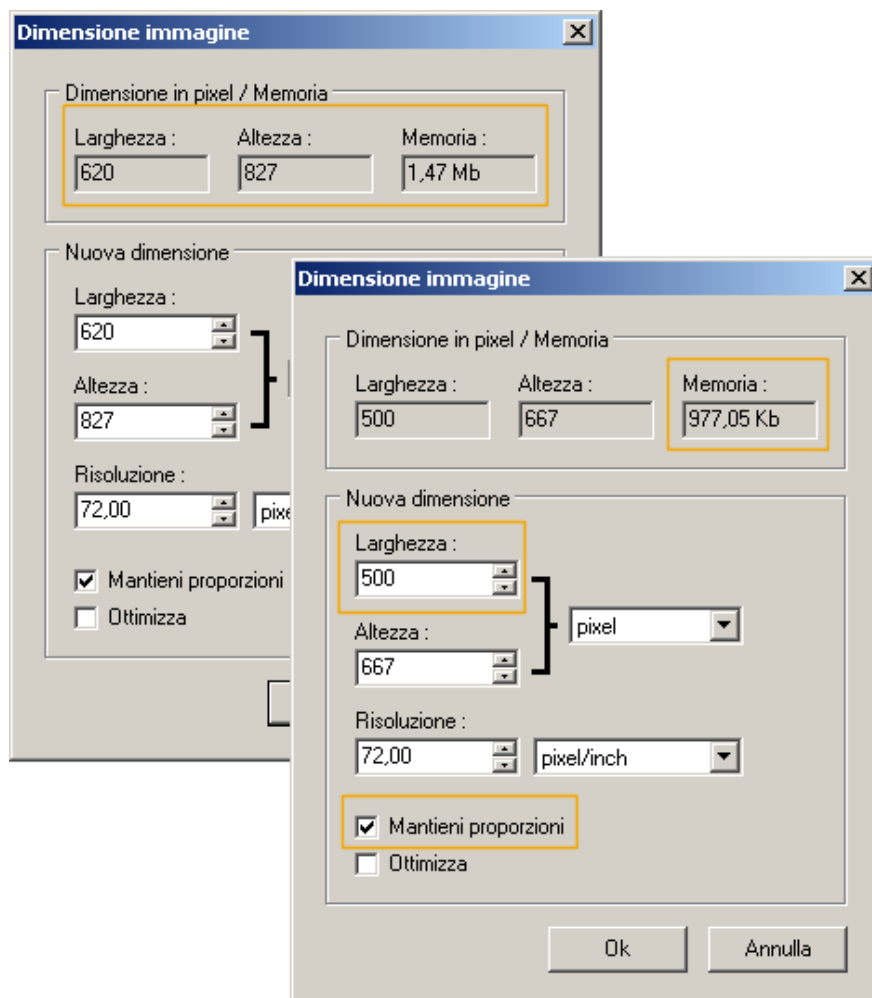 Dimensione immagine
Dimensione in pixel / Memoria
Larghezza : Altezza : Memoria :
620 827 1,47 Mb
Nuova dimensione
Larghezza :
620
Altezza :
827
Risoluzione :
72,00
Mantieni proporzioni
Ottimizza
Dimensione immagine
Dimensione in pixel / Memoria
Larghezza : Altezza : Memoria :
500 667 977,05 Kb
Nuova dimensione
Larghezza :
500
pixel
Altezza :
667
Risoluzione :
72,00 pixel/inch
Mantieni proporzioni
Ottimizza
Ok Annulla